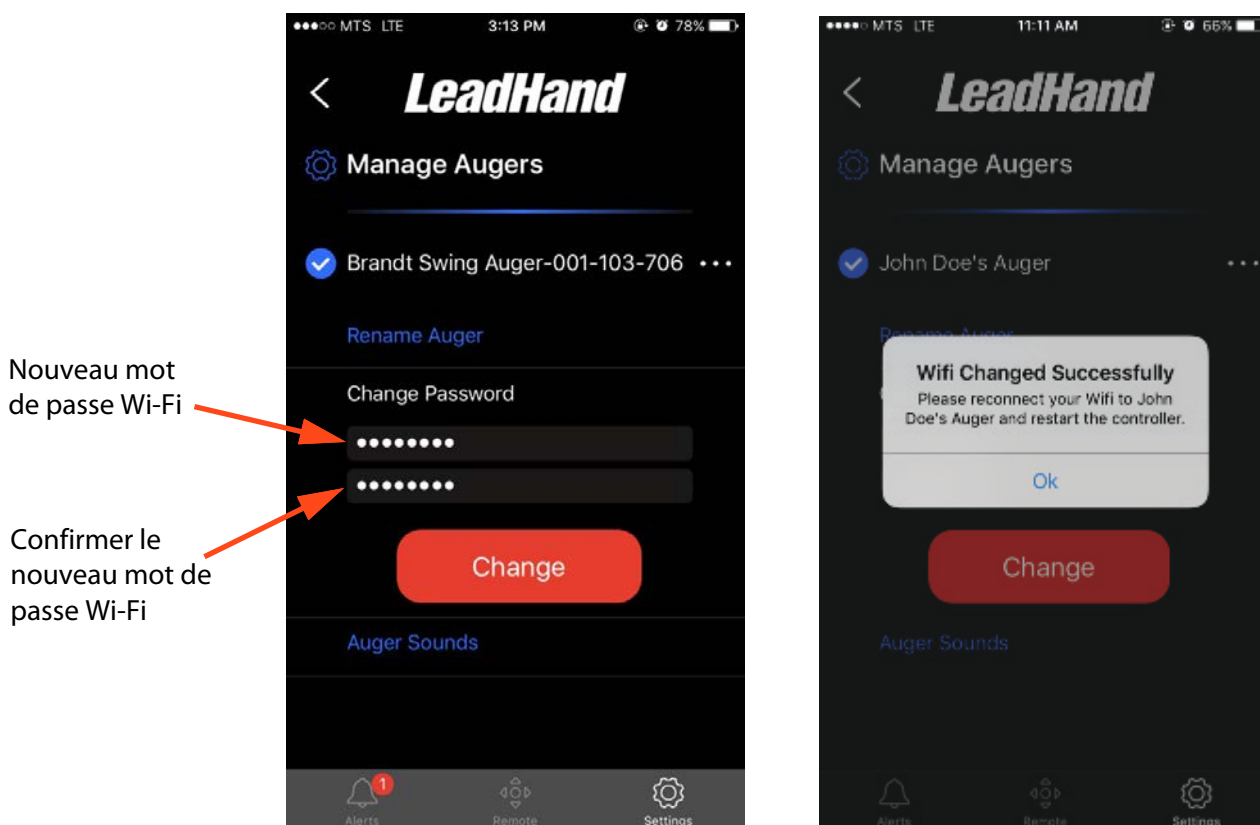 Nouveau mot
de passe Wi-Fi
Confirmer le
nouveau mot de
passe Wi-Fi
MTS LTE 3:13 PM 78%
LeadHand
Manage Augers
Brandt Swing Auger-001-103-706
Rename Auger
Change Password
Change
Auger Sounds
1
Alerts Remote Settings
MTS LTE 11:11 AM 66%
LeadHand
Manage Augers
John Doe's Auger
Rename Auger
Wifi Changed Successfully
Please reconnect your Wifi to John
Doe's Auger and restart the controller.
Ok
Change
Auger Sounds
Alerts Remote Settings